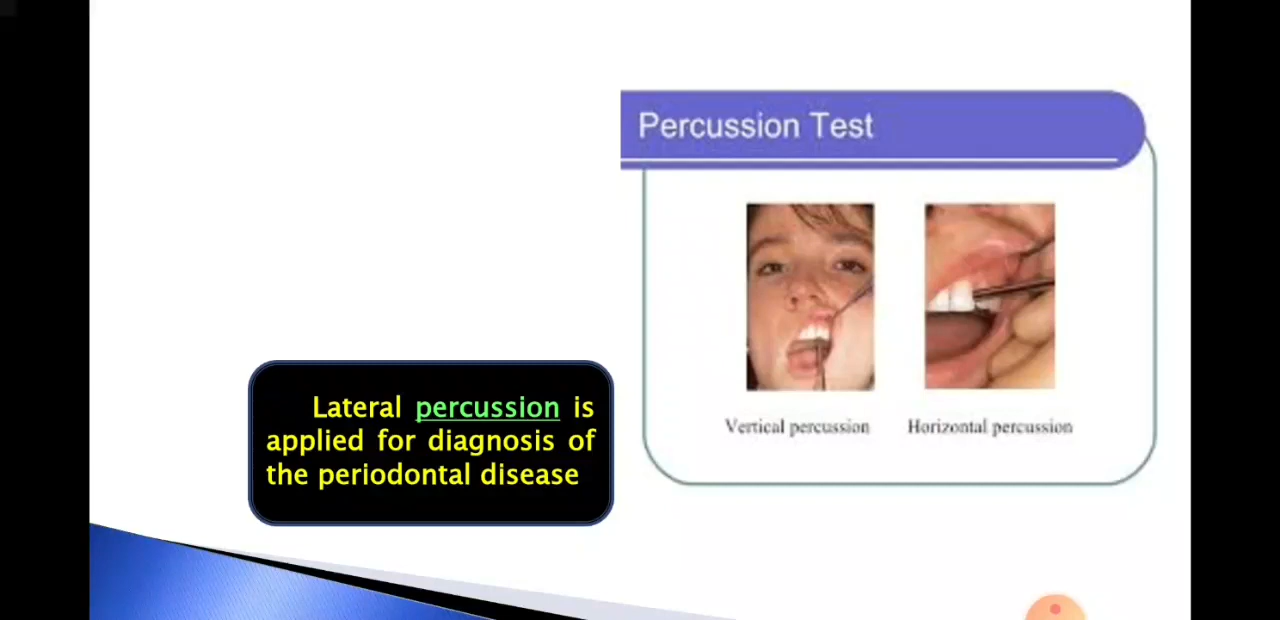 Percussion Test
Vertical percussion
Horizontal percussion
Lateral percussion is
applied for diagnosis of
the periodontal disease